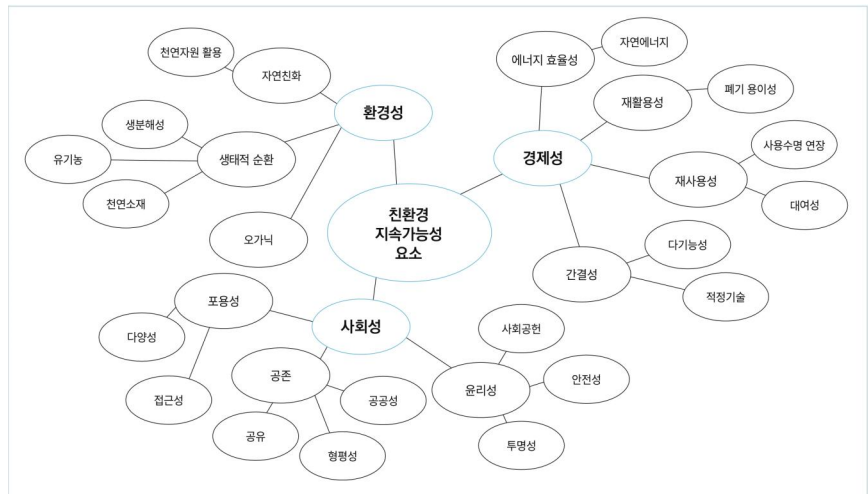 천연자원 활용
자연친화
환경성
생분해성
유기농
생태적 순환
천연소재
오가닉
에너지 효율성
자연에너지
재활용성
폐기 용이성
경제성
사용수명 연장
재사용성
대여성
다기능성
간결성
적정기술
친환경
지속가능성
요소
사회성
포용성
다양성
접근성
공존
공공성
공유
형평성
사회공헌
윤리성
안전성
투명성